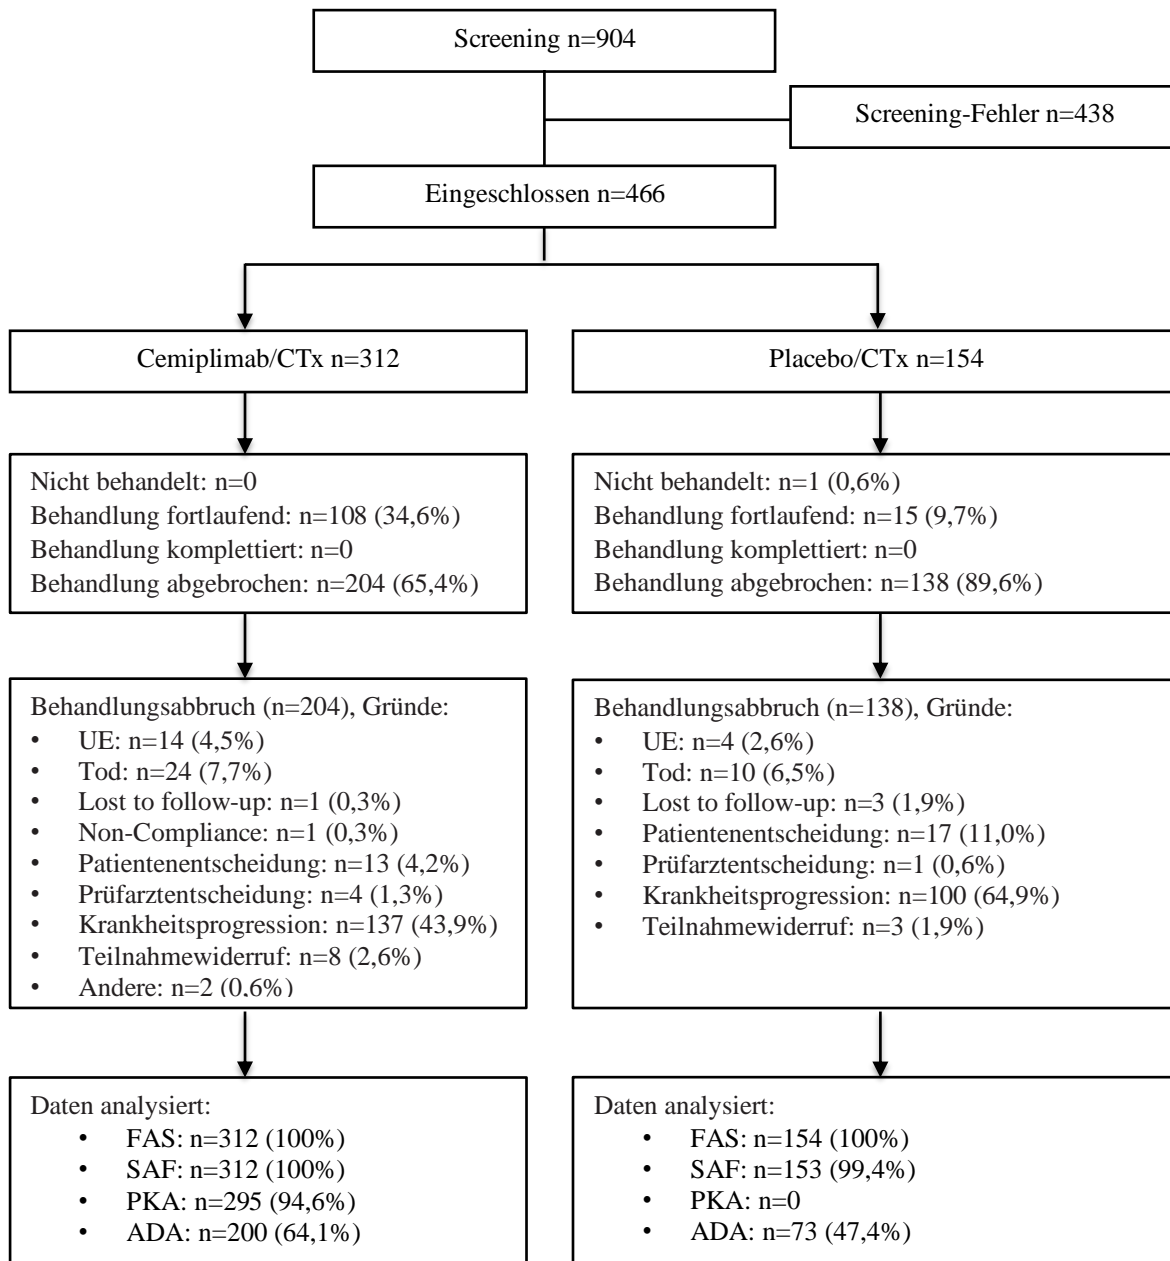 Screening n=904
Screening-Fehler n=438
Eingeschlossen n=466
Cemiplimab/CTx n=312
Placebo/CTx n=154
Nicht behandelt: n=0
Behandlung fortlaufend: n=108 (34,6%)
Behandlung komplettiert: n=0
Behandlung abgebrochen: n=204 (65,4%)
Nicht behandelt: n=1 (0,6%)
Behandlung fortlaufend: n=15 (9,7%)
Behandlung komplettiert: n=0
Behandlung abgebrochen: n=138 (89,6%)
Behandlungsabbruch (n=204), Gründe:
• UE: n=14 (4,5%)
• Tod: n=24 (7,7%)
• Lost to follow-up: n=1 (0,3%)
• Non-Compliance: n=1 (0,3%)
• Patientenentscheidung: n=13 (4,2%)
• Prüfarztentscheidung: n=4 (1,3%)
• Krankheitsprogression: n=137 (43,9%)
• Teilnahmewiderruf: n=8 (2,6%)
• Andere: n=2 (0,6%)
Behandlungsabbruch (n=138), Gründe:
• UE: n=4 (2,6%)
• Tod: n=10 (6,5%)
• Lost to follow-up: n=3 (1,9%)
• Patientenentscheidung: n=17 (11,0%)
• Prüfarztentscheidung: n=1 (0,6%)
• Krankheitsprogression: n=100 (64,9%)
• Teilnahmewiderruf: n=3 (1,9%)
Daten analysiert:
• FAS: n=312 (100%)
• SAF: n=312 (100%)
• PKA: n=295 (94,6%)
• ADA: n=200 (64,1%)
Daten analysiert:
• FAS: n=154 (100%)
• SAF: n=153 (99,4%)
• PKA: n=0
• ADA: n=73 (47,4%)